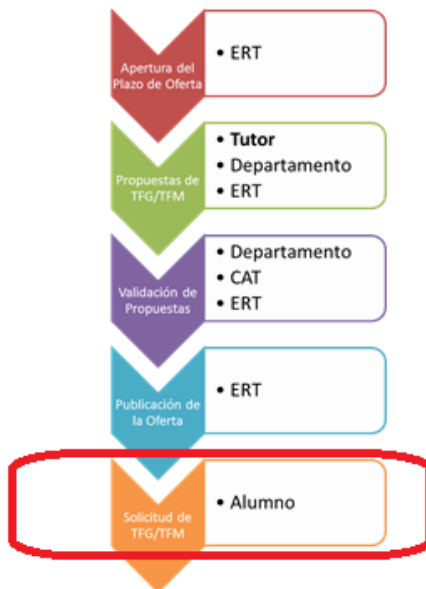 Apertura del
Plazo de Oferta
• ERT
Propuestas de
TFG/TFM
• Tutor
• Departamento
• ERT
Validación de
Propuestas
• Departamento
• CAT
• ERT
Publicación de
la Oferta
• ERT
Solicitud de
TFG/TFM
• Alumno